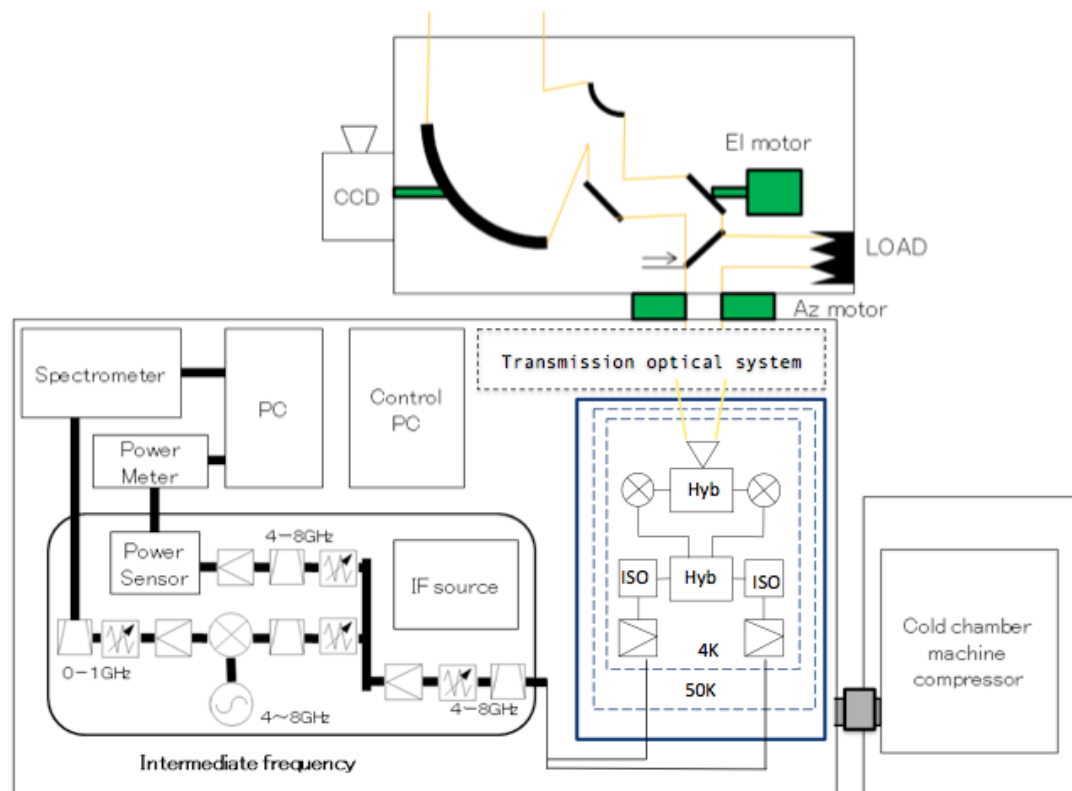 El motor
CCD
LOAD
Az motor
Transmission optical system
Spectrometer
PC
Control
PC
Power
Meter
Hyb
4－8GHz
Power
Sensor
IF source
ISO
Hyb
ISO
Cold chamber
machine
compressor
4K
0－1GHz
50K
4～8GHz
4－8GHz
Intermediate frequency